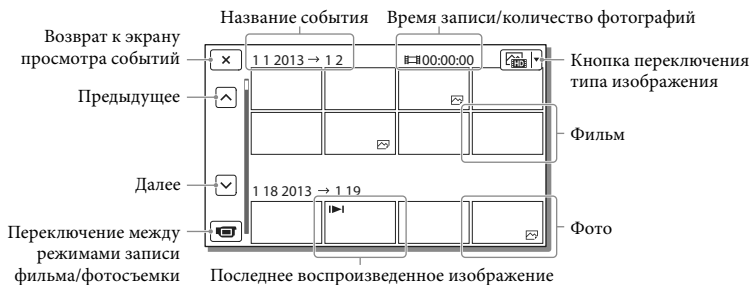 Название события
Время записи/количество фотографий
Возврат к экрану
просмотра событий
1 1 2013 → 1 2
00:00:00
HD
Кнопка переключения
типа изображения
Предыдущее
Фильм
Далее
1 18 2013 → 1 19
Переключение между
режимами записи
фильма/фотосъемки
Фото
Последнее воспроизведенное изображение